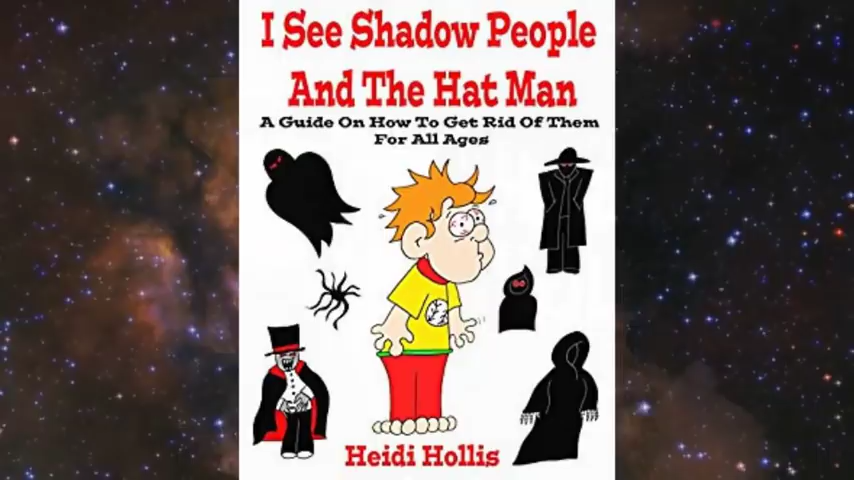 I See Shadow People
And The Hat Man
A Guide On How To Get Rid Of Them
For All Ages
Heidi Hollis